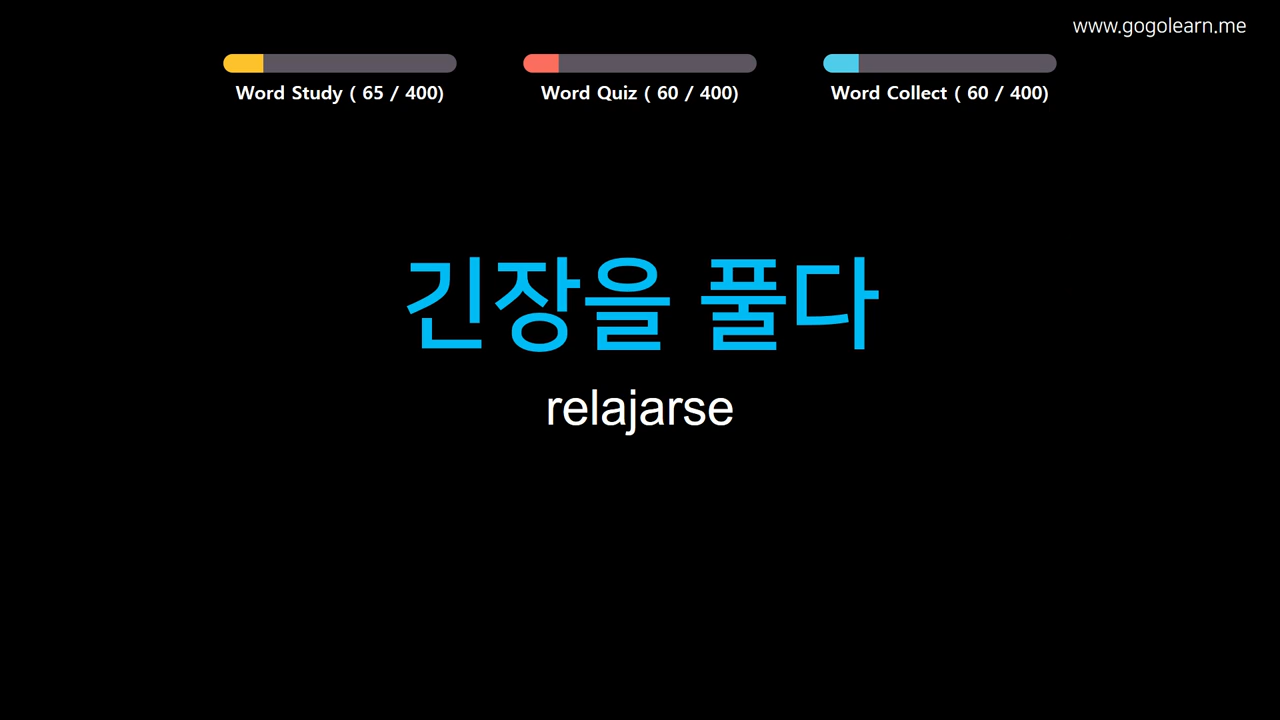 www.gogolearn.me
Word Study ( 65 / 400)
Word Quiz ( 60 / 400)
Word Collect ( 60 / 400)
긴장을 풀다
relajarse